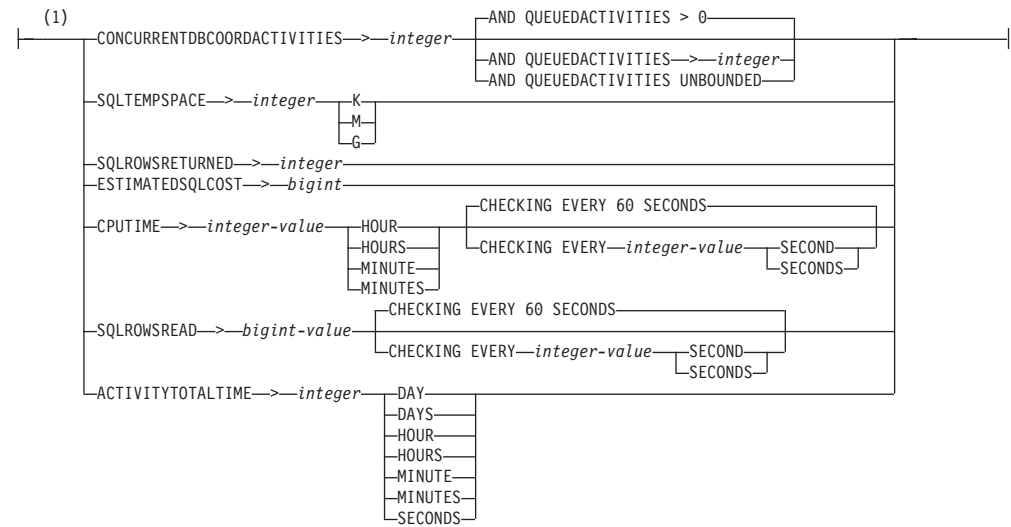 (1)
AND QUEUEDACTIVITIES > 0
CONCURRENTDBCOORDACTIVITIES > integer
AND QUEUEDACTIVITIES > integer
AND QUEUEDACTIVITIES UNBOUNDED
SQLTEMPSPACE > integer K
M
G
SQLROWSRETURNED > integer
ESTIMATEDSQLCOST > bigint
CHECKING EVERY 60 SECONDS
CPUTIME > integer-value HOUR
HOURS CHECKING EVERY integer-value SECOND
MINUTE SECONDS
MINUTES
CHECKING EVERY 60 SECONDS
SQLROWSREAD > bigint-value
CHECKING EVERY integer-value SECOND
SECONDS
ACTIVITYTOTALTIME > integer DAY
DAYS
HOUR
HOURS
MINUTE
MINUTES
SECONDS